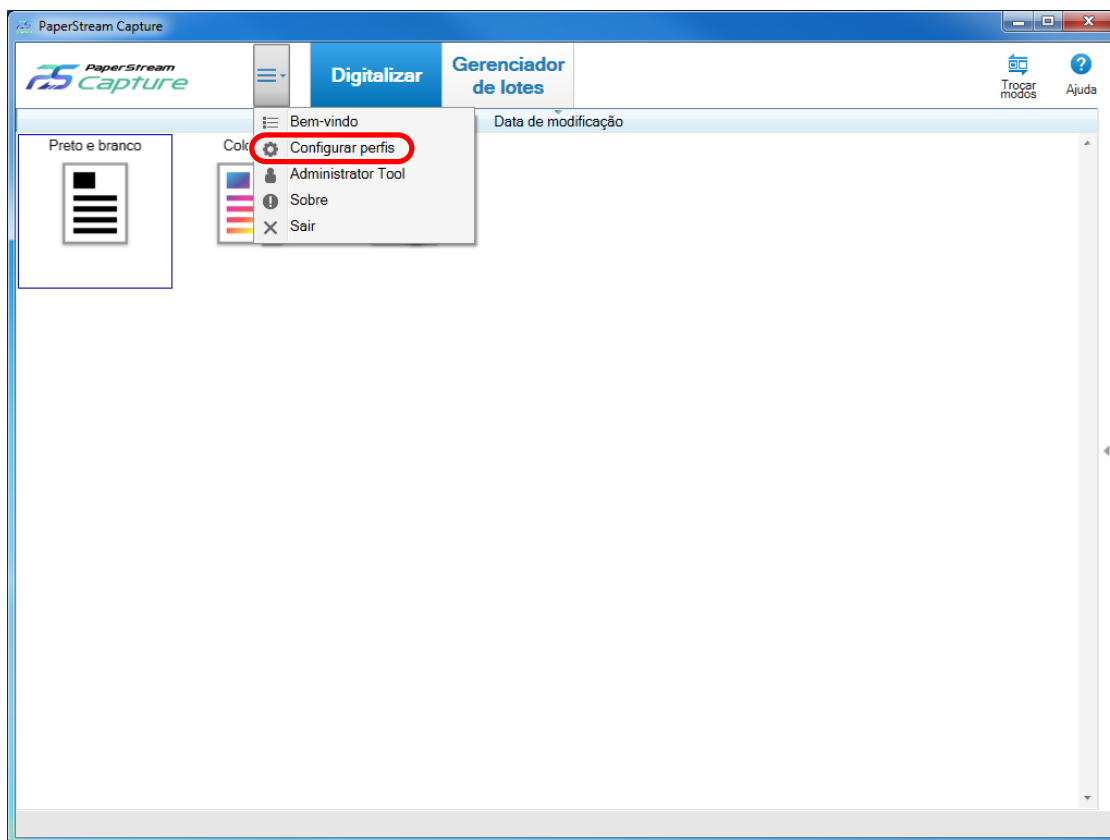 PaperStream Capture
PaperStream
Capture
Digitalizar
Gerenciador
de lotes
Trocar
modos
Ajuda
Data de modificação
Bem-vindo
Configurar perfis
Administrator Tool
Sobre
Sair
Preto e branco